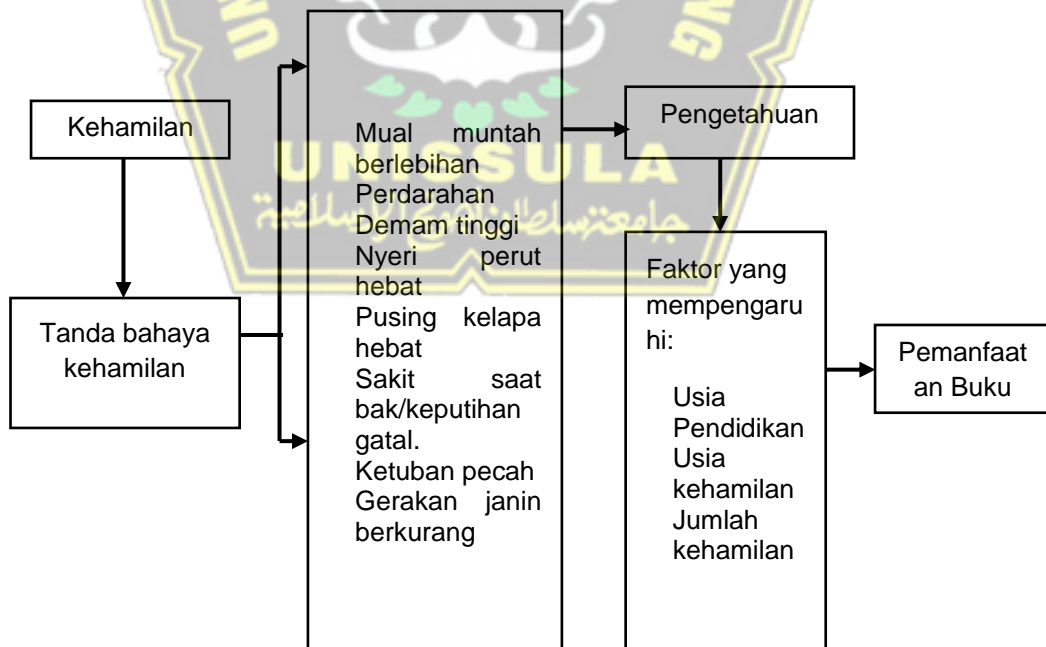 UN
NG
UNISSULA
Kehamilan
Tanda bahaya
kehamilan
Mual muntah
berlebihan
Perdarahan
Demam tinggi
Nyeri perut
hebat
Pusing kelapa
hebat
Sakit saat
bak/keputihan
gatal.
Ketuban pecah
Gerakan janin
berkurang
Pengetahuan
Faktor yang
mempengaru
hi:
Usia
Pendidikan
Usia
kehamilan
Jumlah
kehamilan
Pemanfaat
an Buku